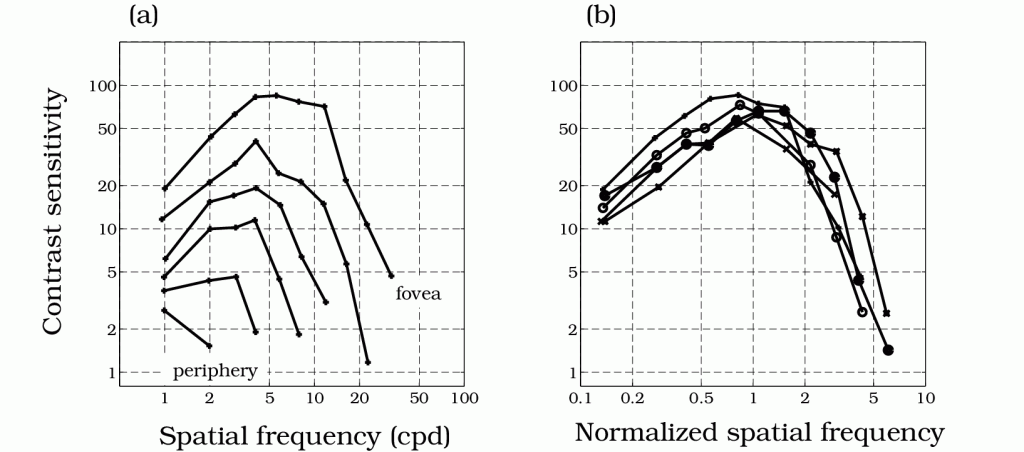 (a)
(b)
Contrast sensitivity
100
50
20
10
5
2
1
fovea
periphery
1 2 5 10 20 50 100
Spatial frequency (cpd)
100
50
20
10
5
2
1
0.1 0.2 0.5 1 2 5 10
Normalized spatial frequency